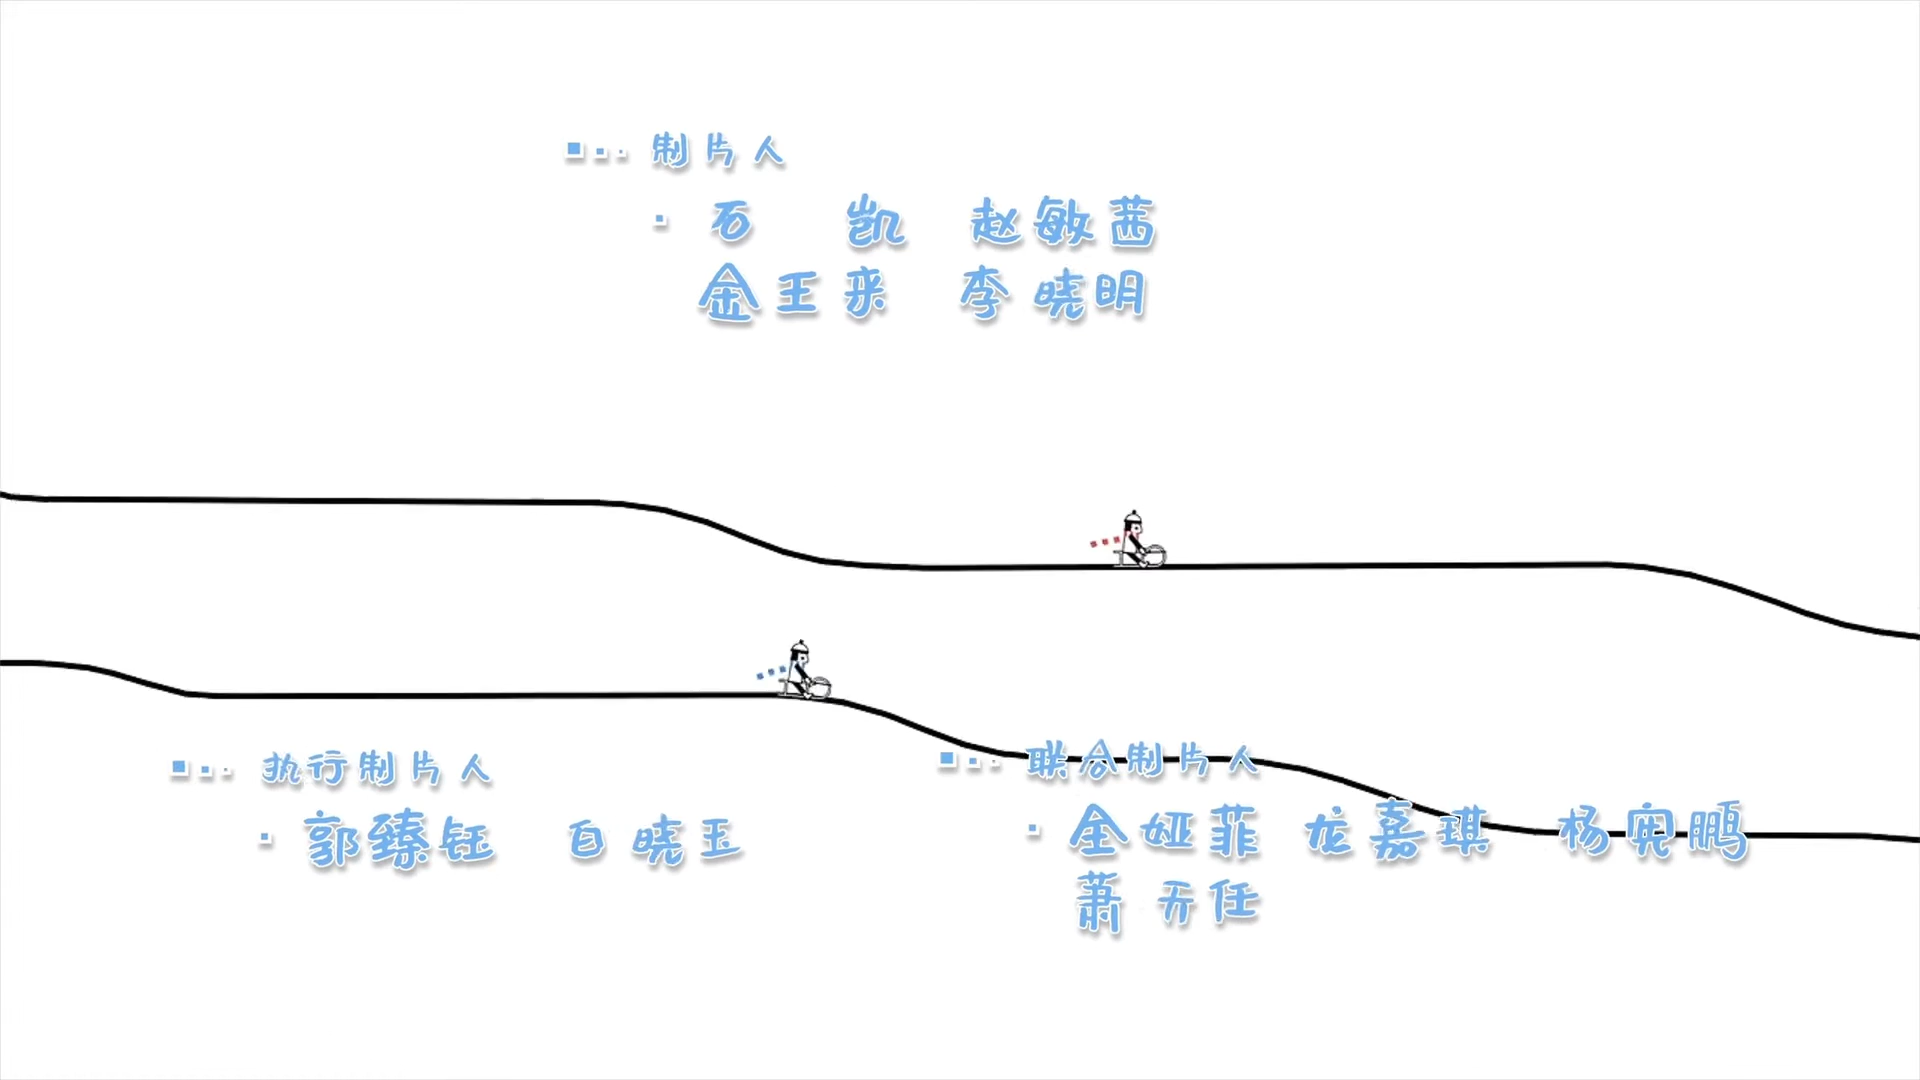 制片人
石 凯 赵敏茜
金王来 李晓明
执行制片人
郭臻钰 白晓玉
联合制片人
全娅菲 龙嘉琪 杨宪鹏
萧天任